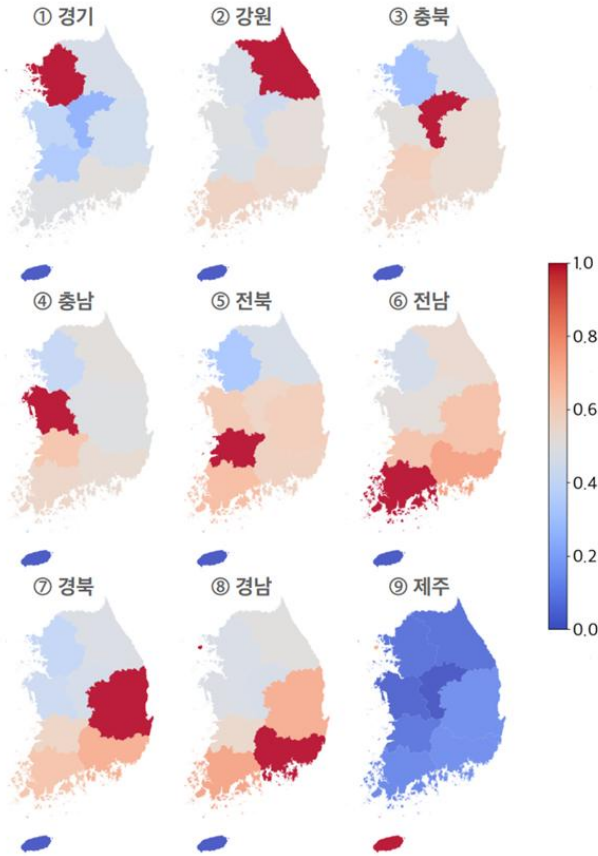 ① 경기
② 강원
③ 충북
④ 충남
⑤ 전북
⑥ 전남
1.0
0.8
0.6
0.4
0.2
0.0
⑦ 경북
⑧ 경남
⑨ 제주